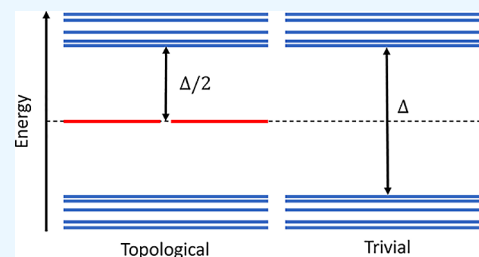 Energy
Δ/2
Δ
Topological
Trivial